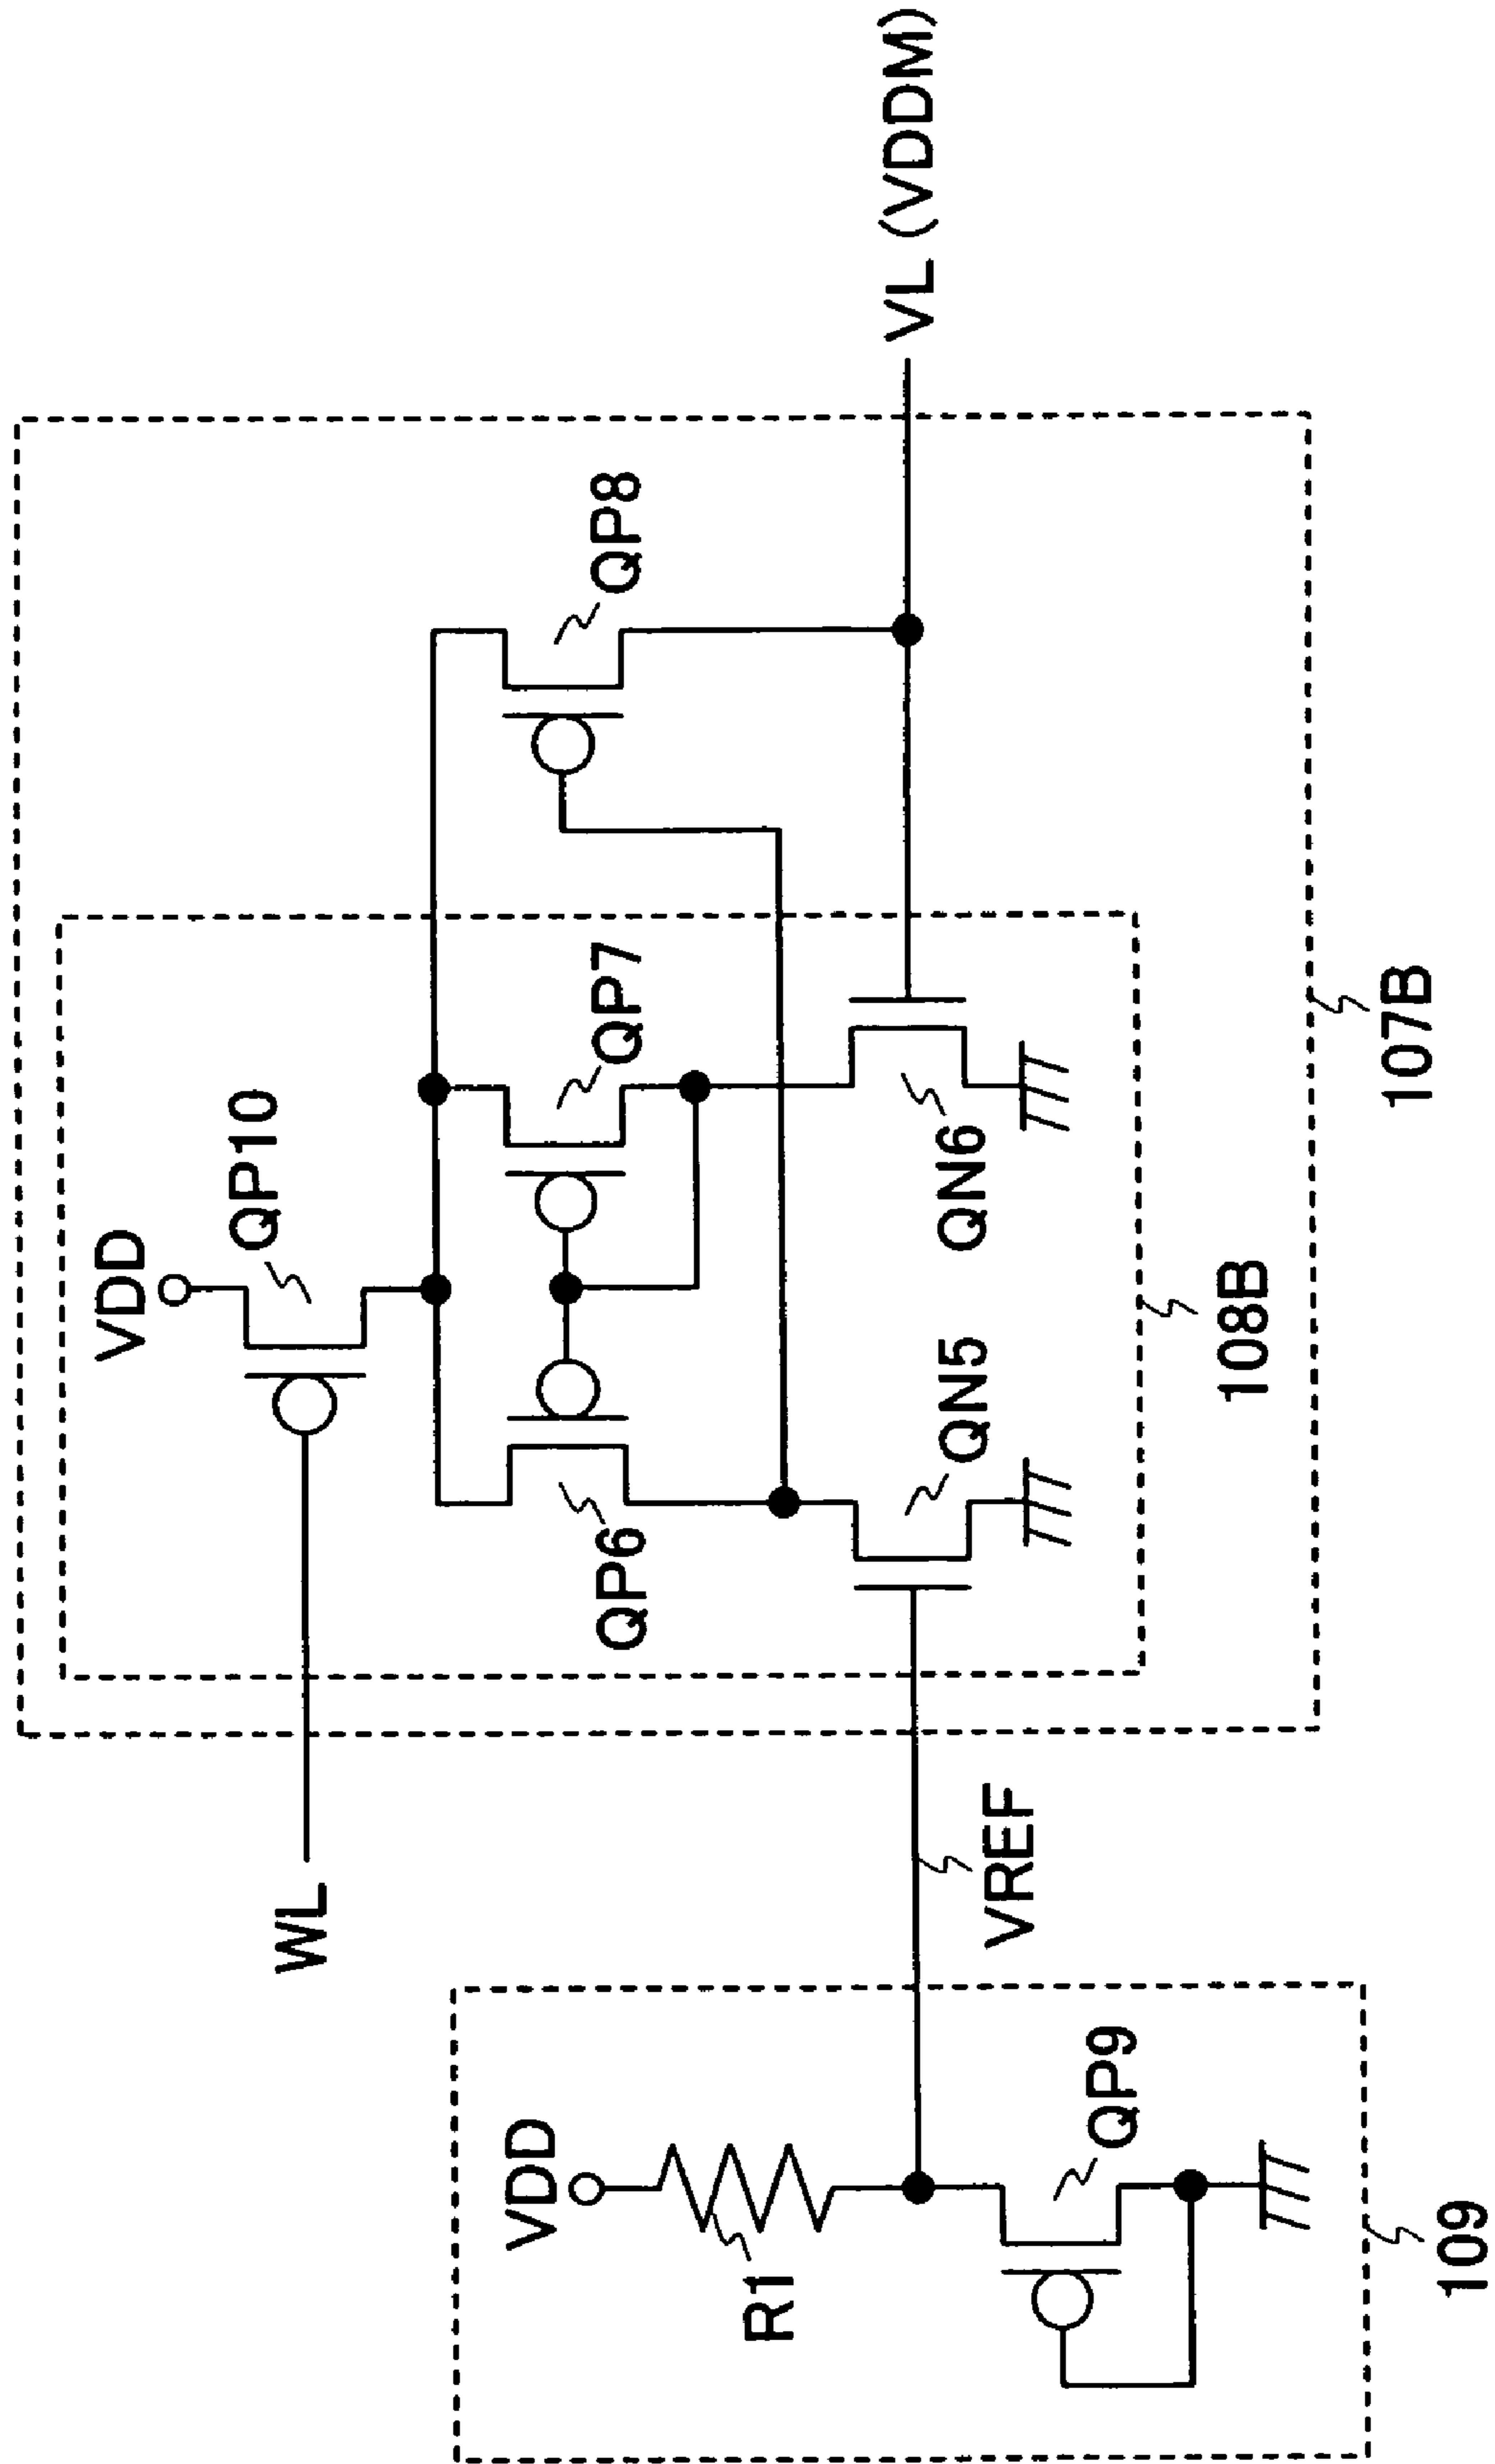 VDD
QP10
WL
QP6
QP7
QP8
QN5
QN6
VL (VDDM)
108B
107B
VREF
VDD
R1
QP9
109